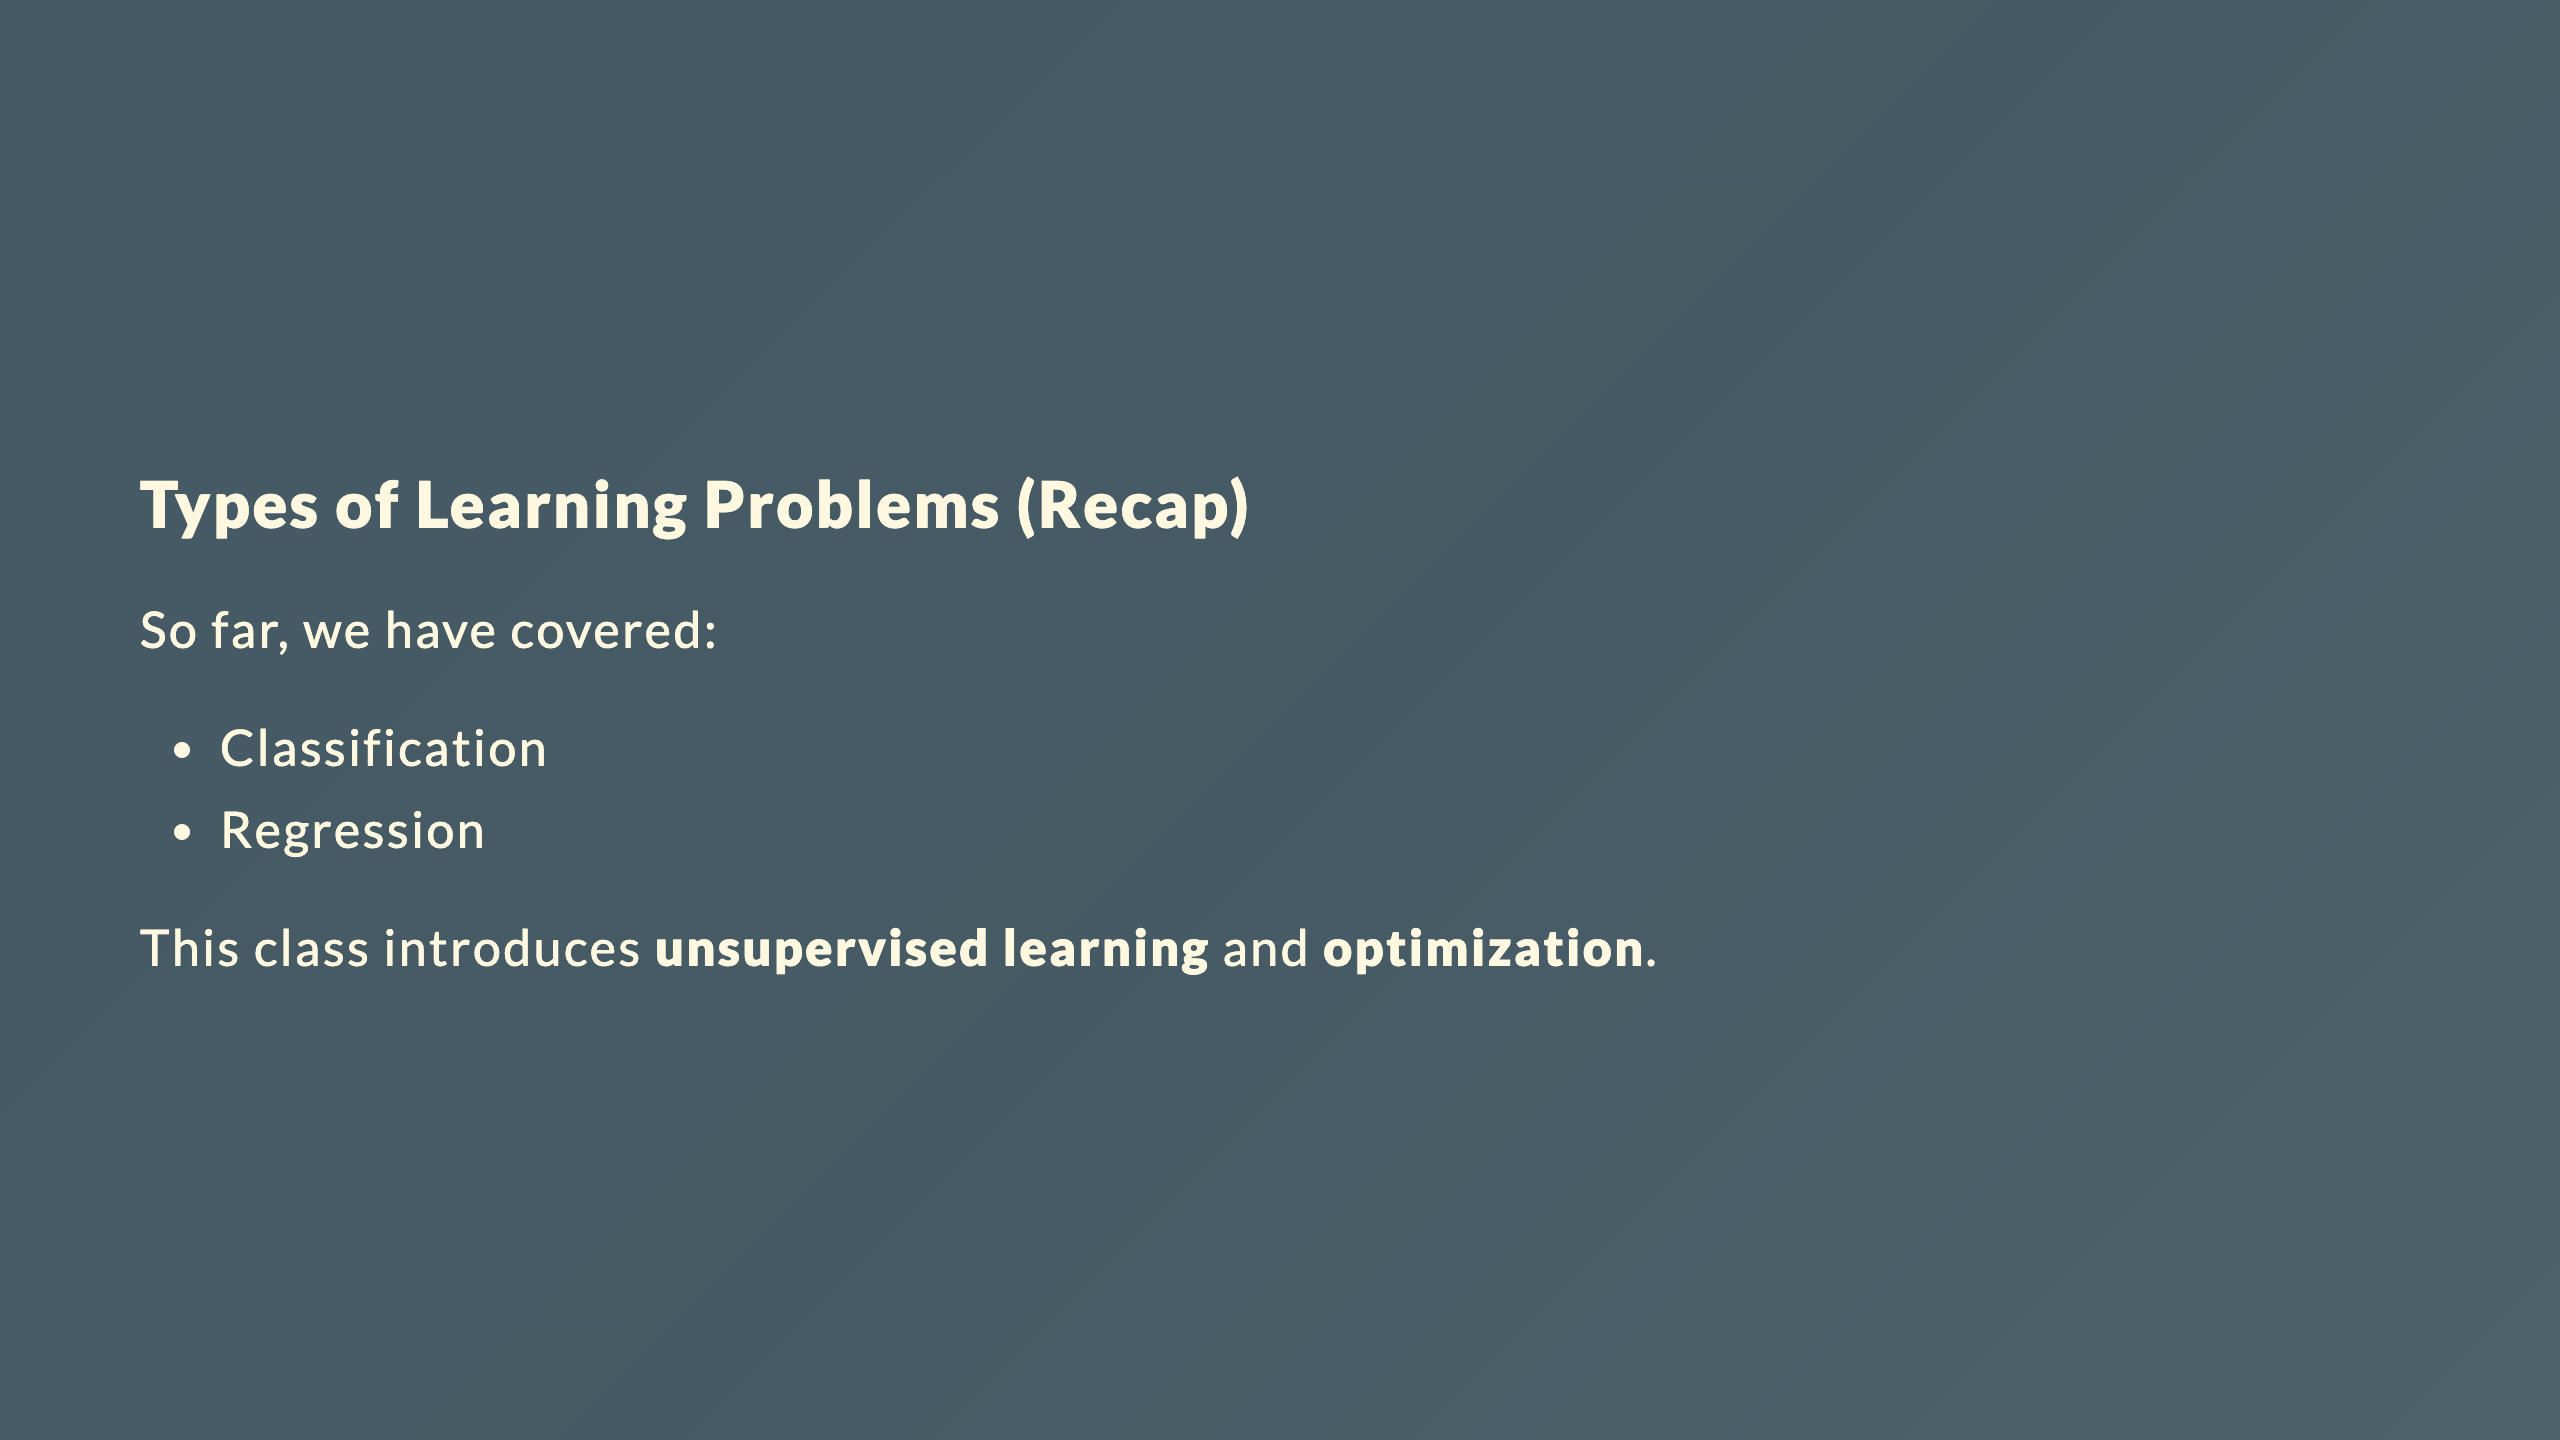 Types of Learning Problems (Recap)
So far, we have covered:
• Classification
• Regression
This class introduces unsupervised learning and optimization.